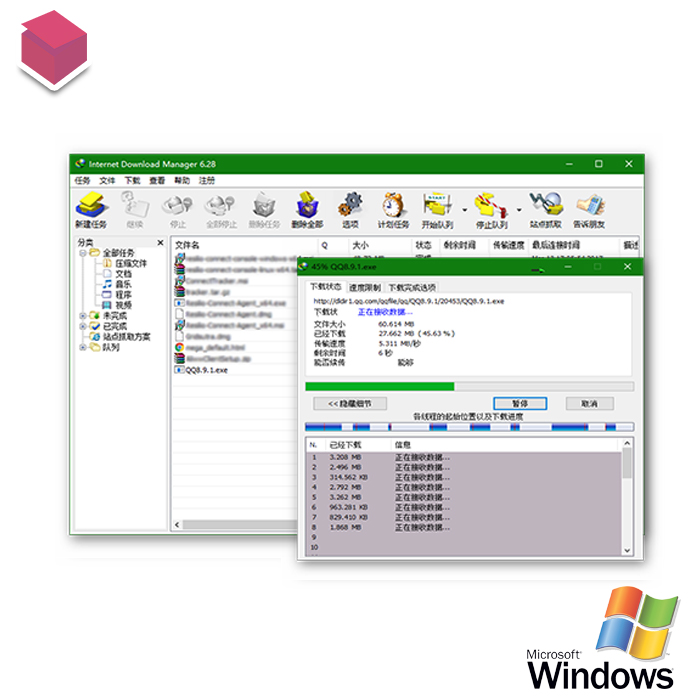 Internet Download Manager 6.28
任务 文件 下载 查看 帮助 注册
新建任务 继续 停止 全部停止 删除任务 删除全部 选项 计划任务 开始队列 停止队列 站点抓取 告诉朋友
分类
全部任务
压缩文件
文档
音乐
程序
视频
未完成
已完成
站点抓取方案
队列
文件名 Q 大小 状态 剩余时间 传输速度 最后连接时间 描述
QQ8.9.1.exe
45% QQ8.9.1.exe
下载状态 速度限制 下载完成选项
http://dldir1.qq.com/qqfile/qq/QQ8.9.1/20453/QQ8.9.1.exe
下载状 正在接收数据...
文件大小 60.614 MB
已经下载 27.662 MB ( 45.63 %)
传输速度 5.311 MB/秒
剩余时间 6 秒
能否续传 能够
<< 隐藏细节 暂停 取消
各线程的起始位置以及下载进度
N. 已经下载 信息
1 3.208 MB 正在接收数据...
2 2.496 MB 正在接收数据...
3 314.562 KB 正在接收数据...
4 2.792 MB 正在接收数据...
5 3.262 MB 正在接收数据...
6 963.281 KB 正在接收数据...
7 829.410 KB 正在接收数据...
8 1.868 MB 正在接收数据...
9
10
Microsoft
Windows